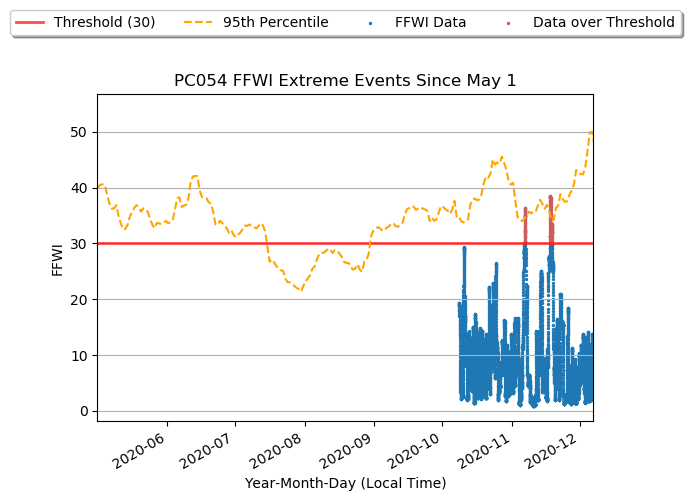 Threshold (30) 95th Percentile FFWI Data Data over Threshold
PC054 FFWI Extreme Events Since May 1
50
40
30
20
10
0
FFWI
2020-06 2020-07 2020-08 2020-09 2020-10 2020-11 2020-12
Year-Month-Day (Local Time)